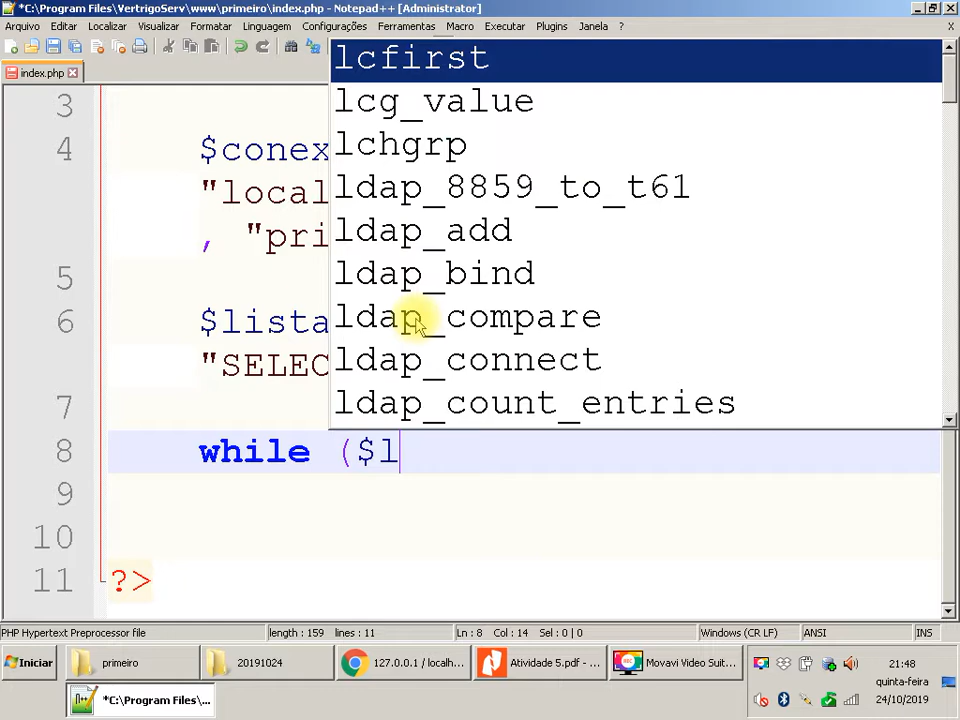 *C:\Program Files\VertrigoServ\www\primeiro\index.php - Notepad++ [Administrator]
Arquivo Editar Localizar Visualizar Formatar Linguagem Configurações Ferramentas Macro Executar Plugins Janela ? X
index.php
lcfirst
lcg_value
lchgrp
ldap_8859_to_t61
ldap_add
ldap_bind
ldap_compare
ldap_connect
ldap_count_entries
3
4 $conex
"local
, "pri
5
6 $lista
"SELEC
7
8 while ($l
9
10
11 ?>
PHP Hypertext Preprocessor file length : 159 lines : 11 Ln : 8 Col : 14 Sel : 0 | 0 Windows (CR LF) ANSI INS
Iniciar primeiro 20191024 127.0.0.1 / localh... Atividade 5.pdf - ... Movavi Video Suit... 21:48
quinta-feira
*C:\Program Files\... 24/10/2019